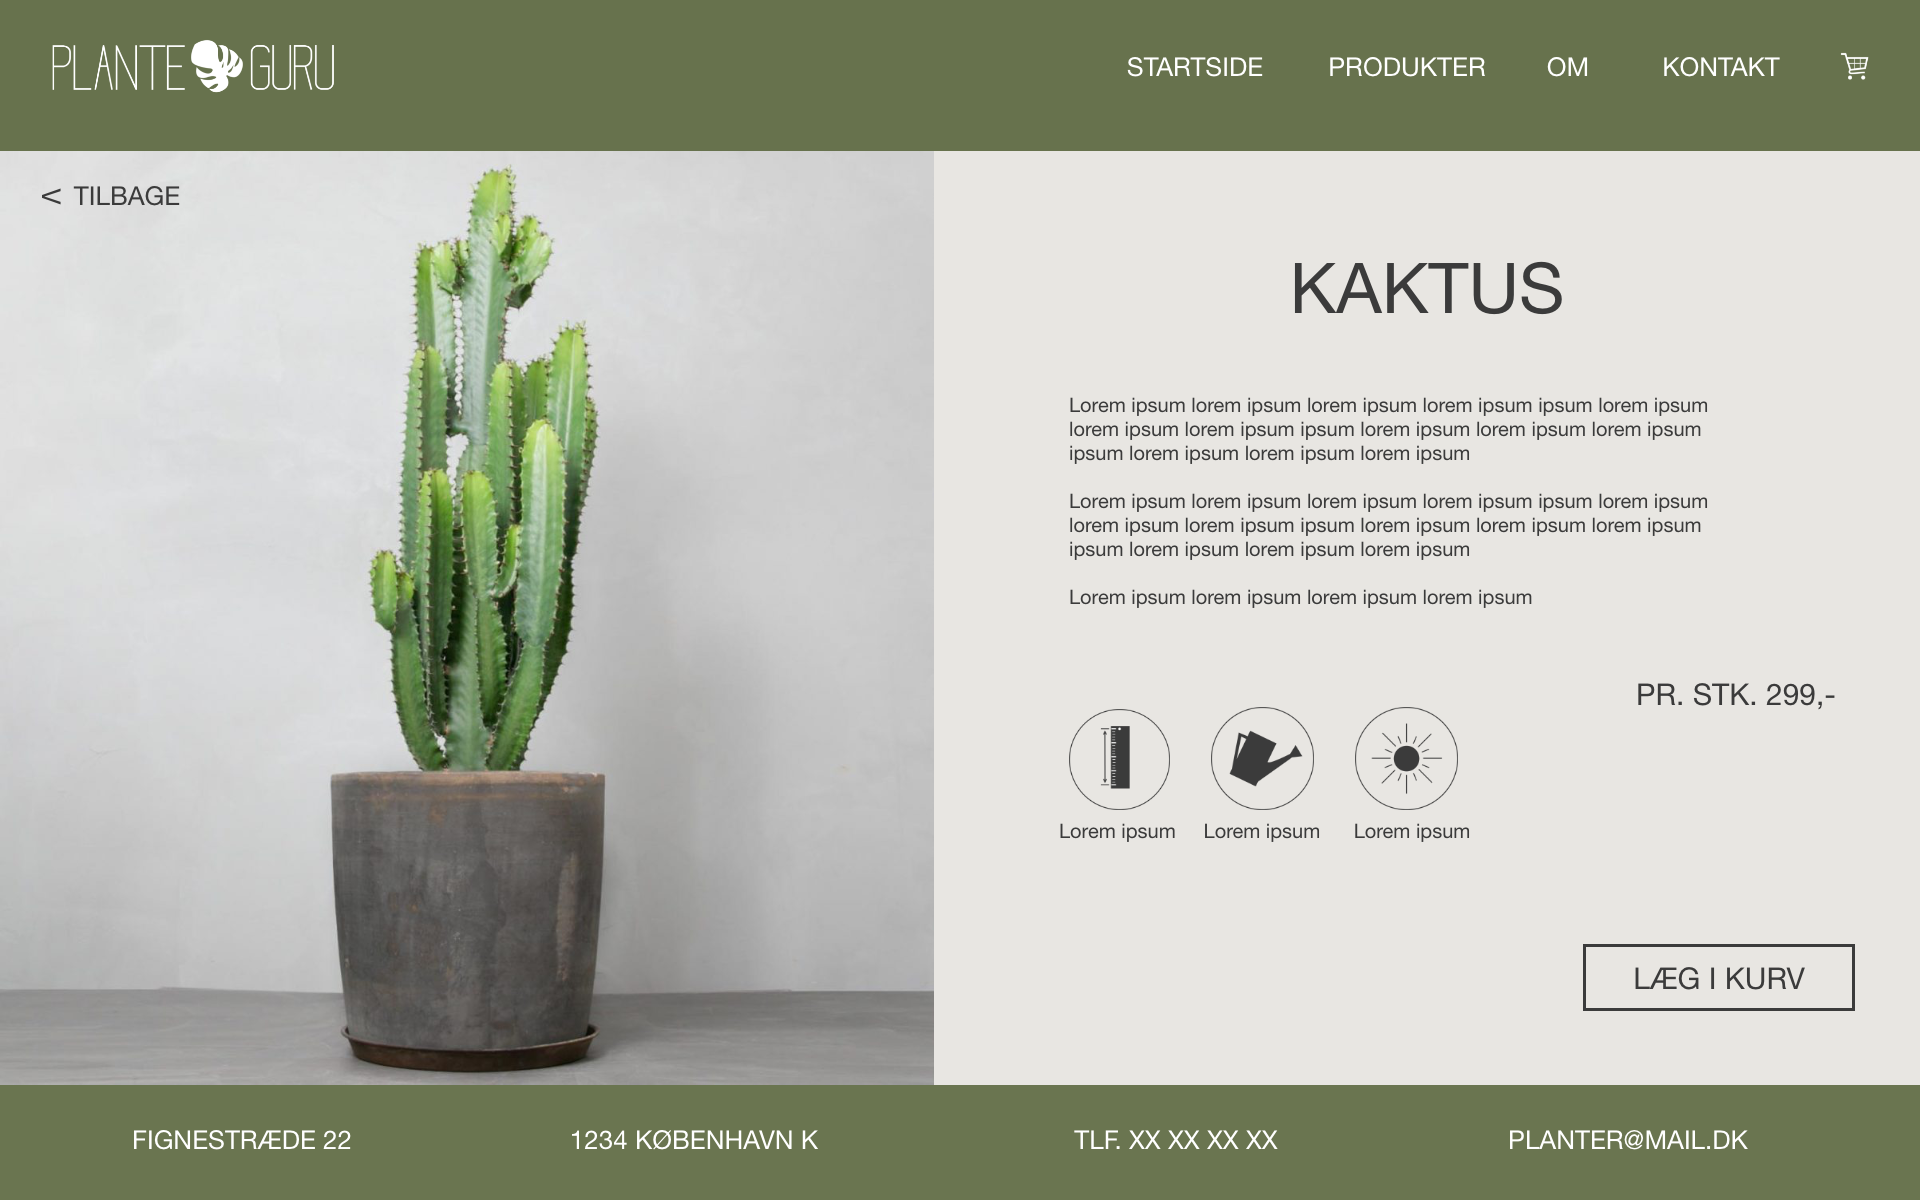 PLANTE GURU
STARTSIDE PRODUKTER OM KONTAKT
< TILBAGE
KAKTUS
Lorem ipsum lorem ipsum lorem ipsum lorem ipsum ipsum lorem ipsum
lorem ipsum lorem ipsum ipsum lorem ipsum lorem ipsum lorem ipsum
ipsum lorem ipsum lorem ipsum lorem ipsum
Lorem ipsum lorem ipsum lorem ipsum lorem ipsum ipsum lorem ipsum
lorem ipsum lorem ipsum ipsum lorem ipsum lorem ipsum lorem ipsum
ipsum lorem ipsum lorem ipsum lorem ipsum
Lorem ipsum lorem ipsum lorem ipsum lorem ipsum
PR. STK. 299,-
Lorem ipsum Lorem ipsum Lorem ipsum
LÆG I KURV
FIGNESTRÆDE 22 1234 KØBENHAVN K TLF. XX XX XX XX PLANTER@MAIL.DK